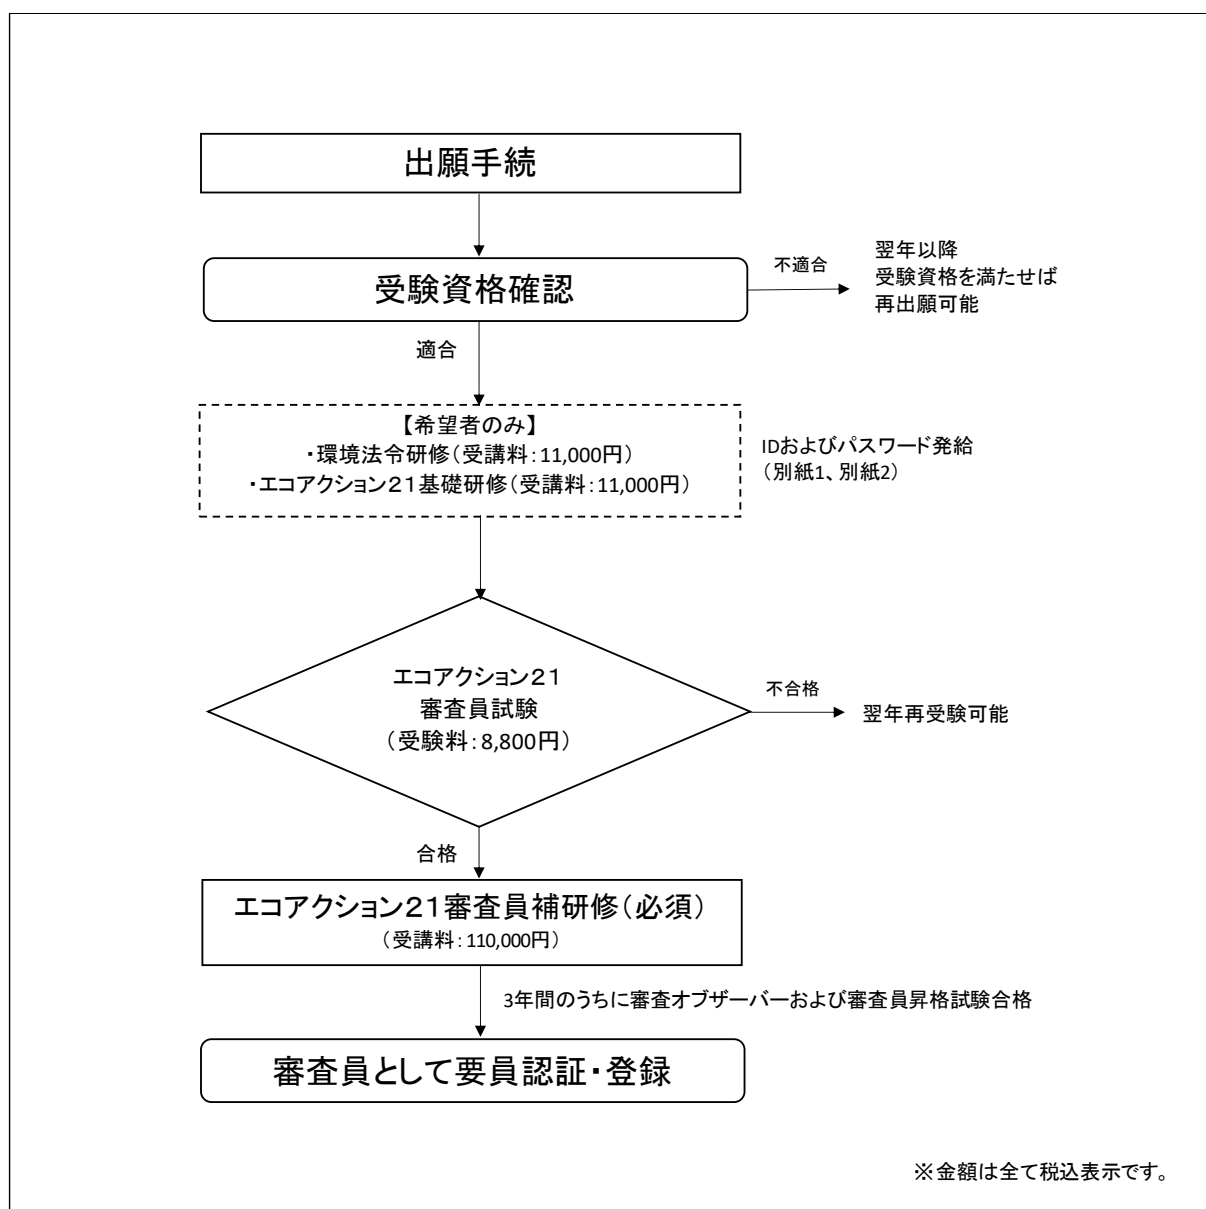 出願手続
受験資格確認
不適合
翌年以降
受験資格を満たせば
再出願可能
適合
【希望者のみ】
・環境法令研修（受講料：11,000円）
・エコアクション２１基礎研修（受講料：11,000円）
IDおよびパスワード発給
（別紙1、別紙2）
エコアクション２１
審査員試験
（受験料：8,800円）
不合格
翌年再受験可能
合格
エコアクション２１審査員補研修（必須）
（受講料：110,000円）
3年間のうちに審査オブザーバーおよび審査員昇格試験合格
審査員として要員認証・登録
※金額は全て税込表示です。